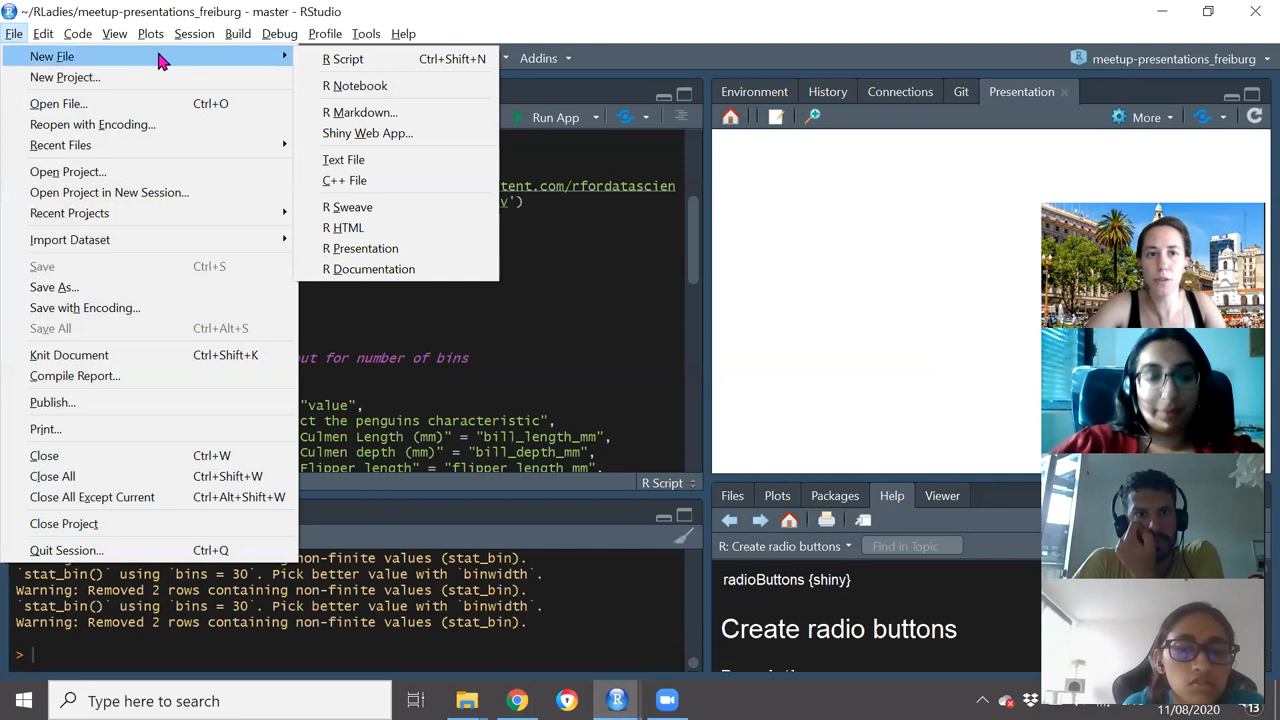 ~/RLadies/meetup-presentations_freiburg - master - RStudio
File Edit Code View Plots Session Build Debug Profile Tools Help
New File
New Project...
Open File... Ctrl+O
Reopen with Encoding...
Recent Files
Open Project...
Open Project in New Session...
Recent Projects
Import Dataset
Save Ctrl+S
Save As...
Save with Encoding...
Save All Ctrl+Alt+S
Knit Document Ctrl+Shift+K
Compile Report...
Publish...
Print...
Close Ctrl+W
Close All Ctrl+Shift+W
Close All Except Current Ctrl+Alt+Shift+W
Close Project
Quit Session... Ctrl+Q
R Script Ctrl+Shift+N
R Notebook
R Markdown...
Shiny Web App...
Text File
C++ File
R Sweave
R HTML
R Presentation
R Documentation
Addins
meetup-presentations_freiburg
Run App
tent.com/rfordatascien
v')
out for number of bins
"value",
ct the penguins characteristic",
Culmen Length (mm)" = "bill_length_mm",
Culmen depth (mm)" = "bill_depth_mm",
Flipper length" = "flipper length mm",
R Script
non-finite values (stat_bin).
`stat_bin()` using `bins = 30`. Pick better value with `binwidth`.
Warning: Removed 2 rows containing non-finite values (stat_bin).
`stat_bin()` using `bins = 30`. Pick better value with `binwidth`.
Warning: Removed 2 rows containing non-finite values (stat_bin).
>
Environment History Connections Git Presentation
More
Files Plots Packages Help Viewer
R: Create radio buttons Find in Topic
radioButtons {shiny}
Create radio buttons
Type here to search
11/08/2020
13